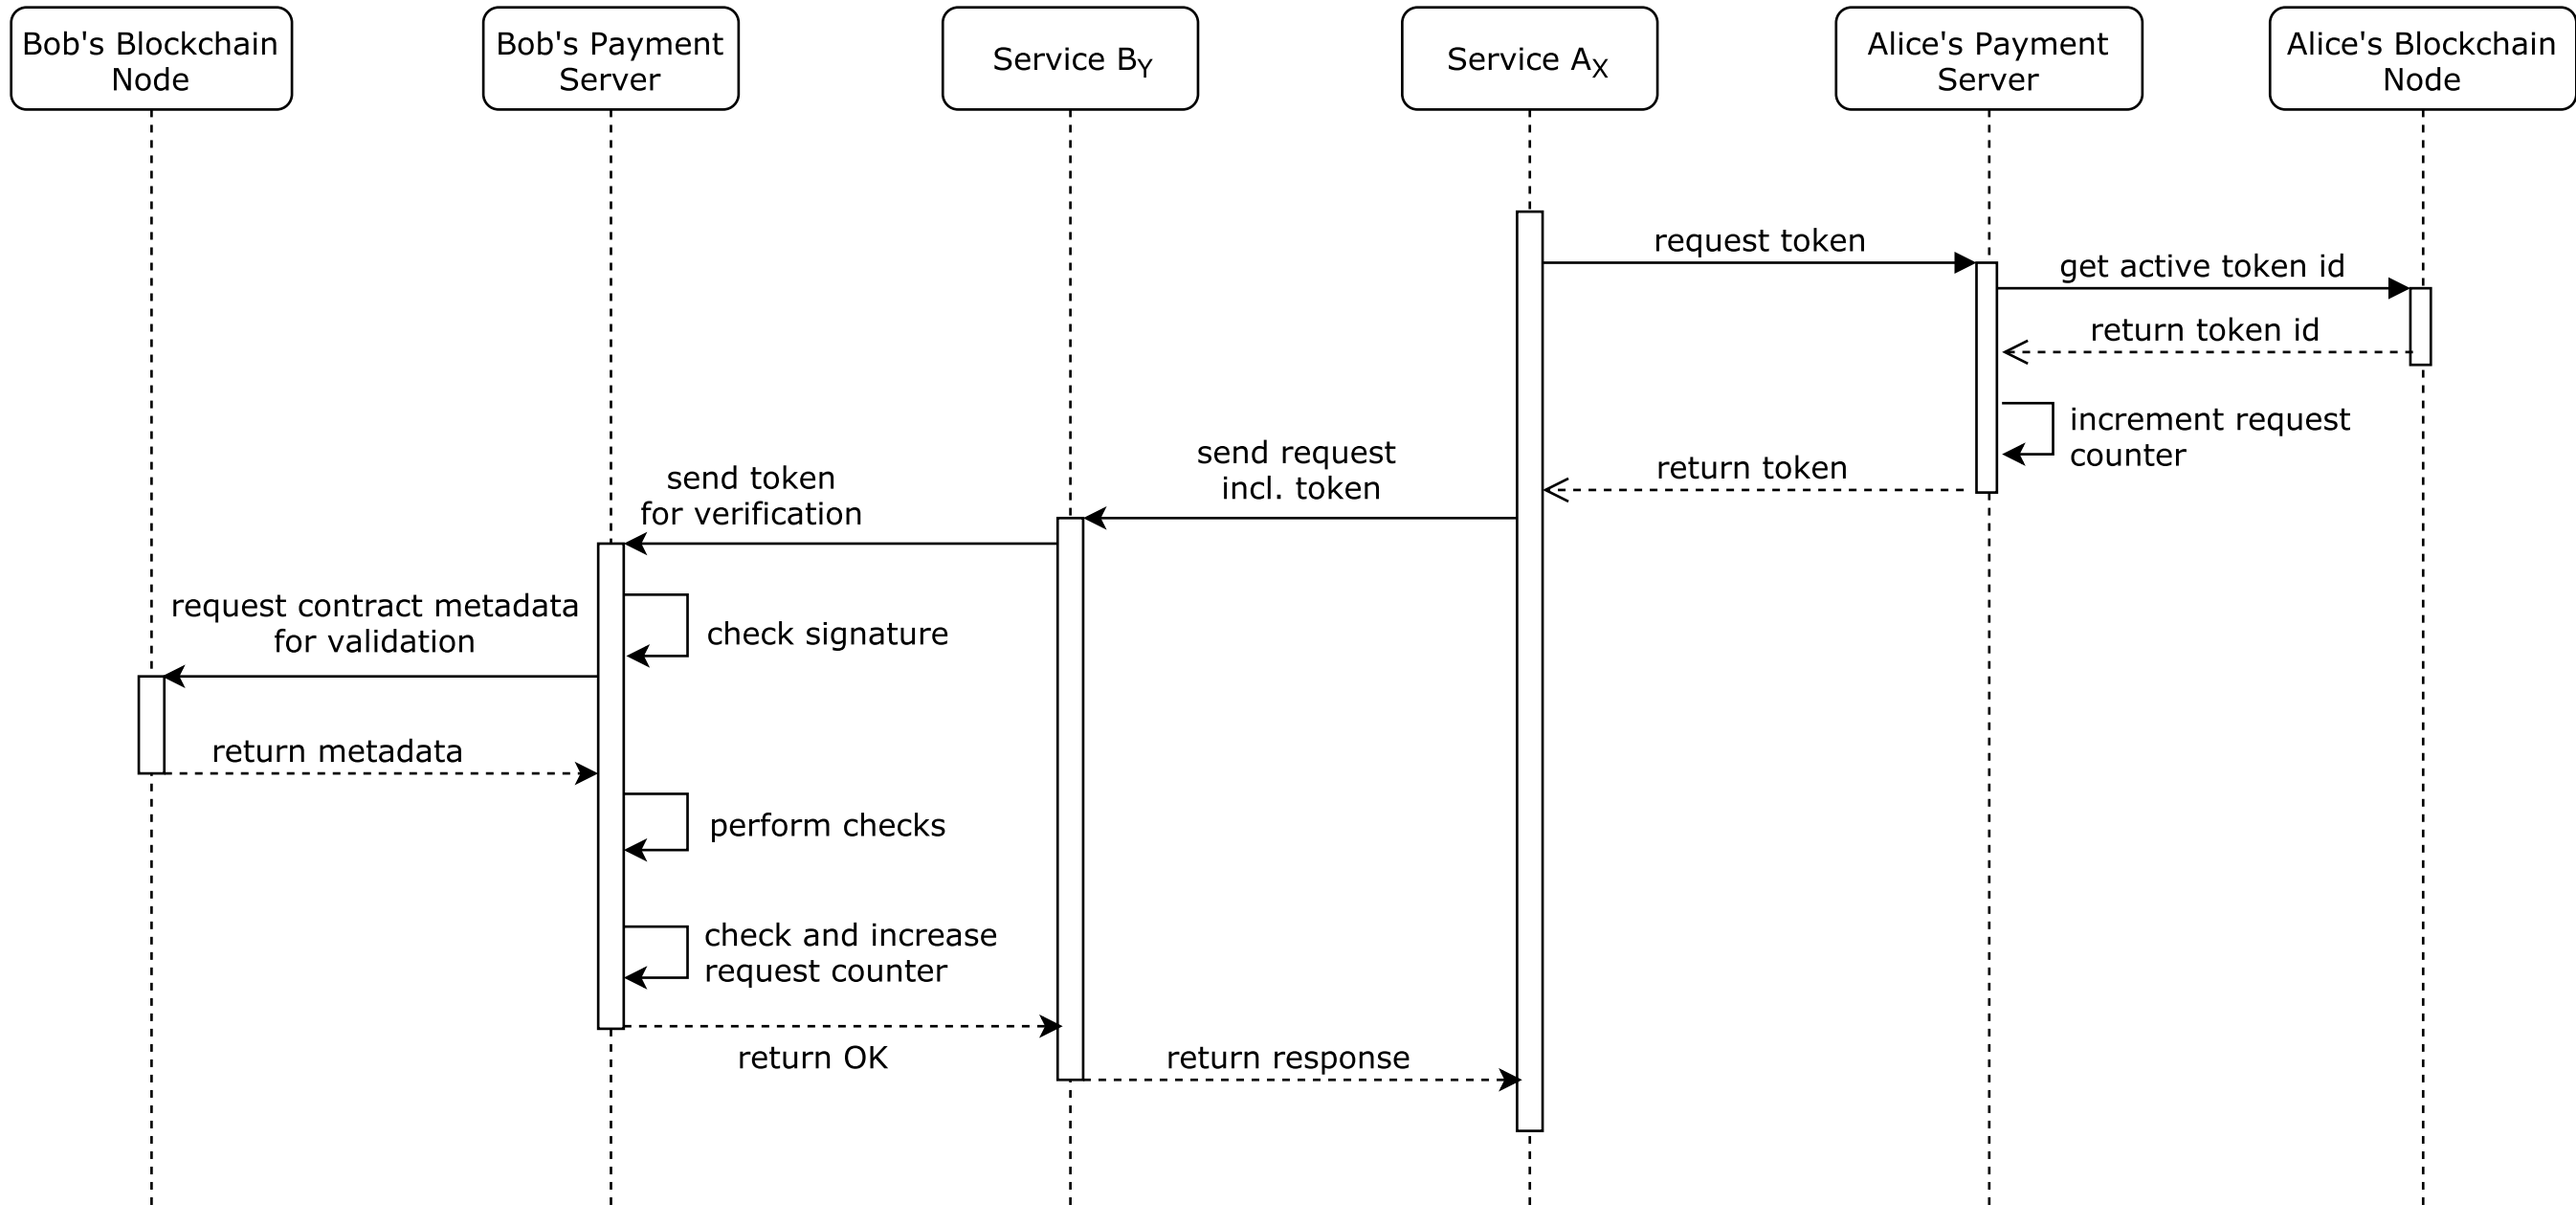 Bob's Blockchain
Node
Bob's Payment
Server
Service B_Y
Service A_X
Alice's Payment
Server
Alice's Blockchain
Node
request token
get active token id
return token id
increment request
counter
return token
send request
incl. token
send token
for verification
check signature
request contract metadata
for validation
return metadata
perform checks
check and increase
request counter
return OK
return response